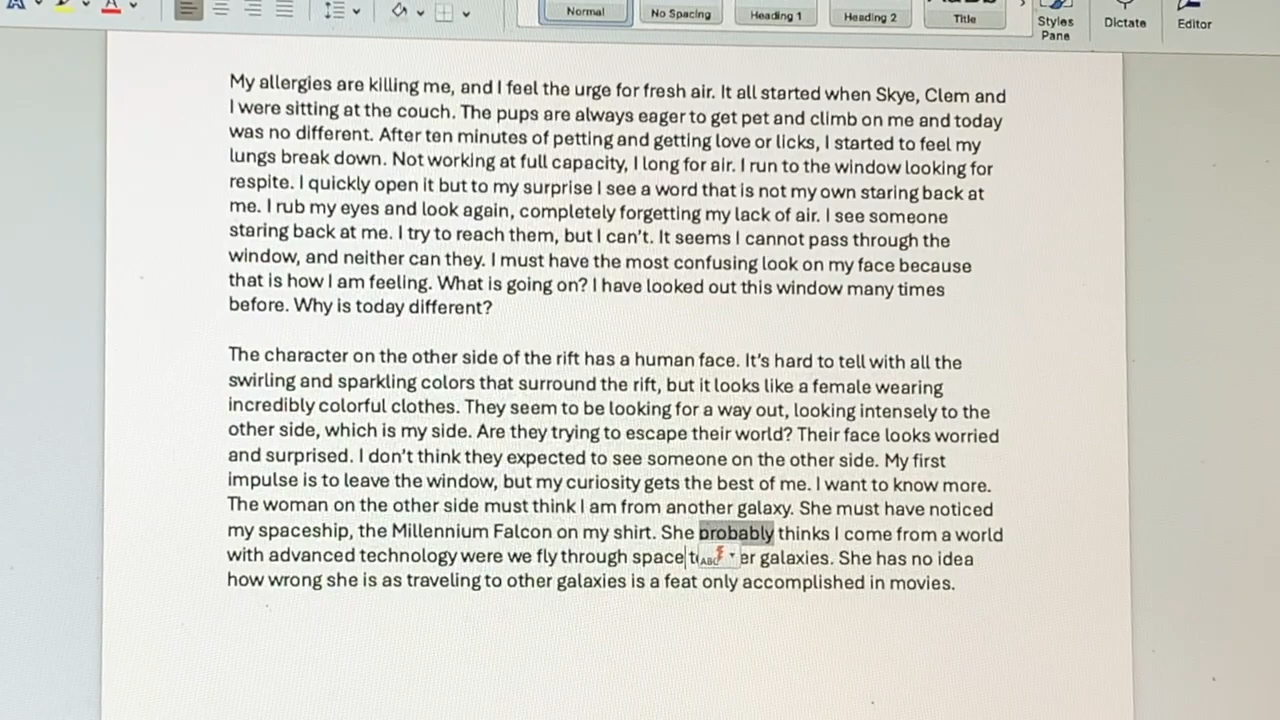 Normal
No Spacing
Heading 1
Heading 2
Title
Styles
Pane
Dictate
Editor
My allergies are killing me, and I feel the urge for fresh air. It all started when Skye, Clem and
I were sitting at the couch. The pups are always eager to get pet and climb on me and today
was no different. After ten minutes of petting and getting love or licks, I started to feel my
lungs break down. Not working at full capacity, I long for air. I run to the window looking for
respite. I quickly open it but to my surprise I see a word that is not my own staring back at
me. I rub my eyes and look again, completely forgetting my lack of air. I see someone
staring back at me. I try to reach them, but I can't. It seems I cannot pass through the
window, and neither can they. I must have the most confusing look on my face because
that is how I am feeling. What is going on? I have looked out this window many times
before. Why is today different?
The character on the other side of the rift has a human face. It's hard to tell with all the
swirling and sparkling colors that surround the rift, but it looks like a female wearing
incredibly colorful clothes. They seem to be looking for a way out, looking intensely to the
other side, which is my side. Are they trying to escape their world? Their face looks worried
and surprised. I don't think they expected to see someone on the other side. My first
impulse is to leave the window, but my curiosity gets the best of me. I want to know more.
The woman on the other side must think I am from another galaxy. She must have noticed
my spaceship, the Millennium Falcon on my shirt. She probably thinks I come from a world
with advanced technology were we fly through space er galaxies. She has no idea
how wrong she is as traveling to other galaxies is a feat only accomplished in movies.